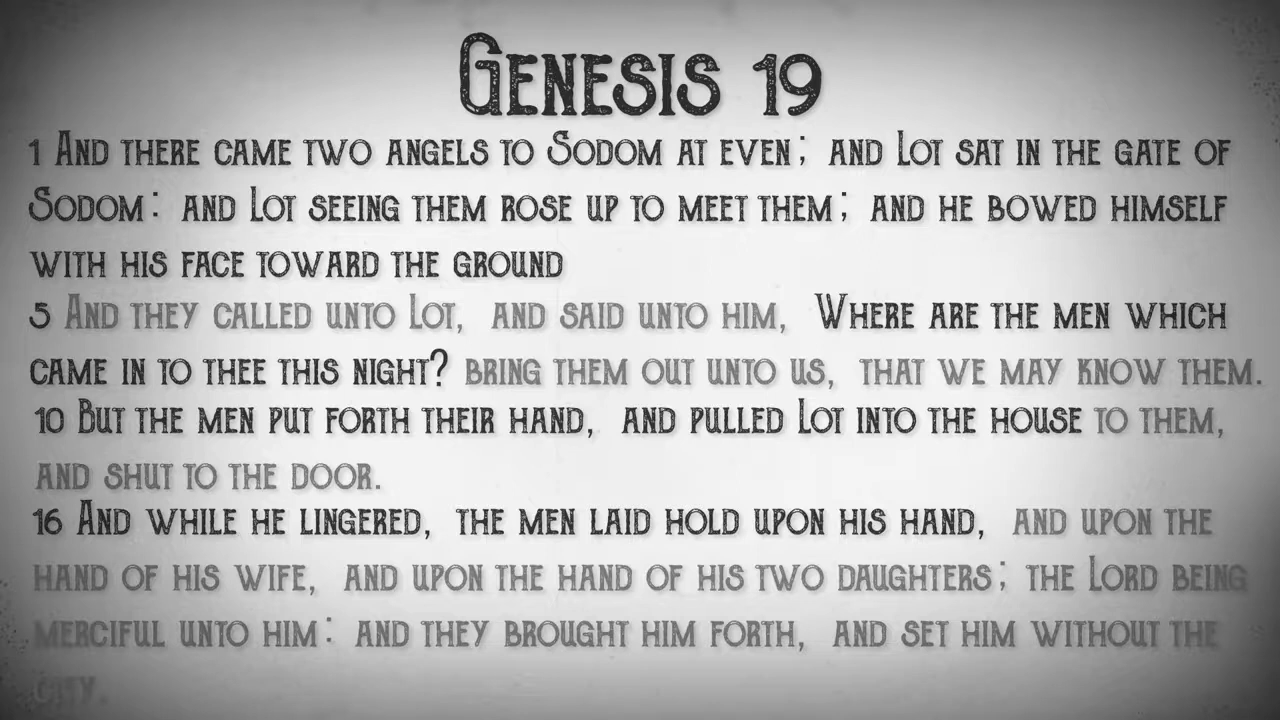 Genesis 19
1 And there came two angels to Sodom at even; and Lot sat in the gate of
Sodom: and Lot seeing them rose up to meet them; and he bowed himself
with his face toward the ground
5 And they called unto Lot, and said unto him, Where are the men which
came in to thee this night? bring them out unto us, that we may know them.
10 But the men put forth their hand, and pulled Lot into the house to them,
and shut to the door.
16 And while he lingered, the men laid hold upon his hand, and upon the
hand of his wife, and upon the hand of his two daughters; the Lord being
merciful unto him: and they brought him forth, and set him without the
city.